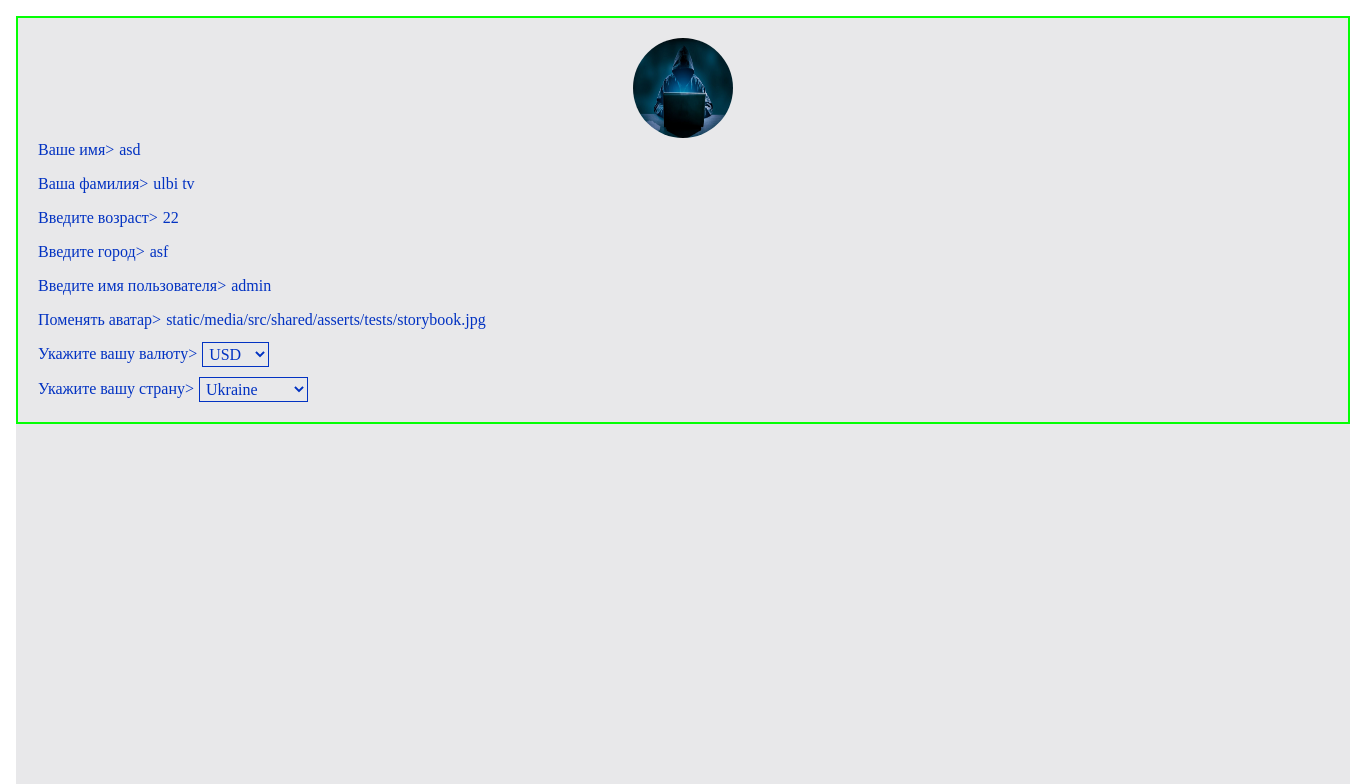 Ваше имя> asd
Ваша фамилия> ulbi tv
Введите возраст> 22
Введите город> asf
Введите имя пользователя> admin
Поменять аватар> static/media/src/shared/asserts/tests/storybook.jpg
Укажите вашу валюту> USD
Укажите вашу страну> Ukraine